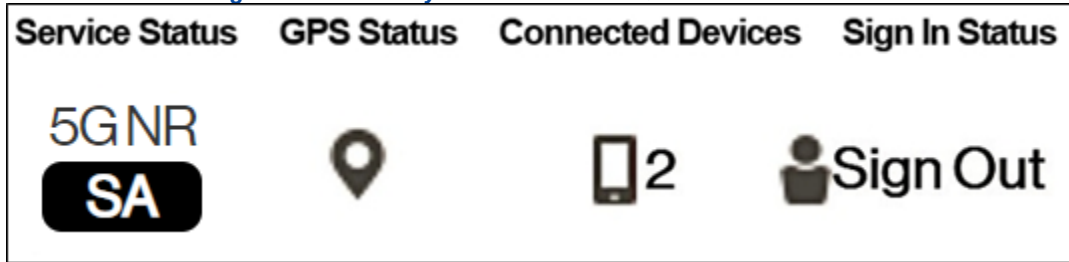 Service Status GPS Status Connected Devices Sign In Status
5G NR
SA
2
Sign Out